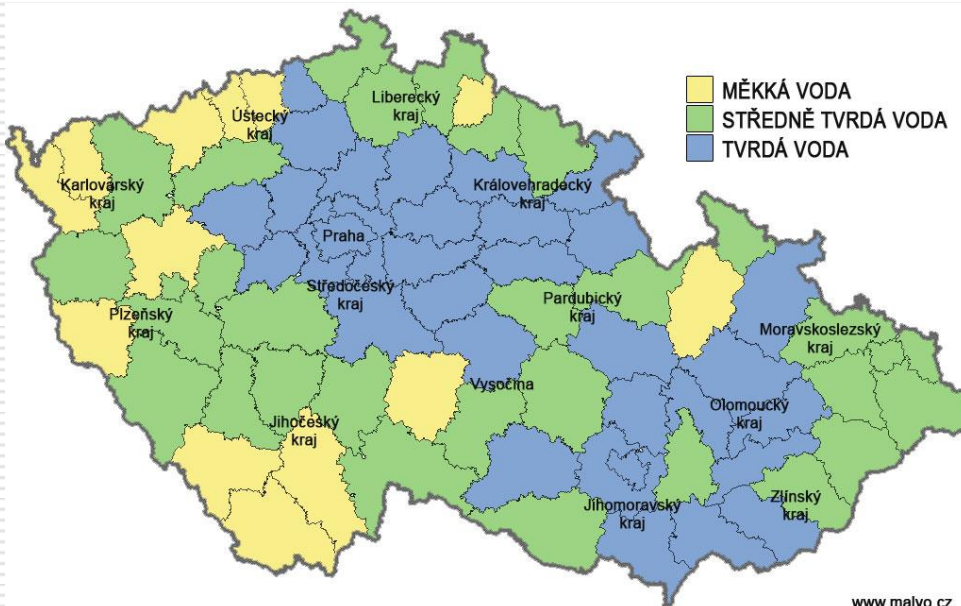 MĚKKÁ VODA
STŘEDNĚ TVRDÁ VODA
TVRDÁ VODA
Liberecký
kraj
Úštecký
kraj
Karlovarský
kraj
Královehradecký
kraj
Praha
Středočeský
kraj
Pardubický
kraj
Plzeňský
kraj
Moravskoslezský
kraj
Vysočina
Olomoucký
kraj
Jihočeský
kraj
Jihomoravský
kraj
Zlínský
kraj
www.malvo.cz